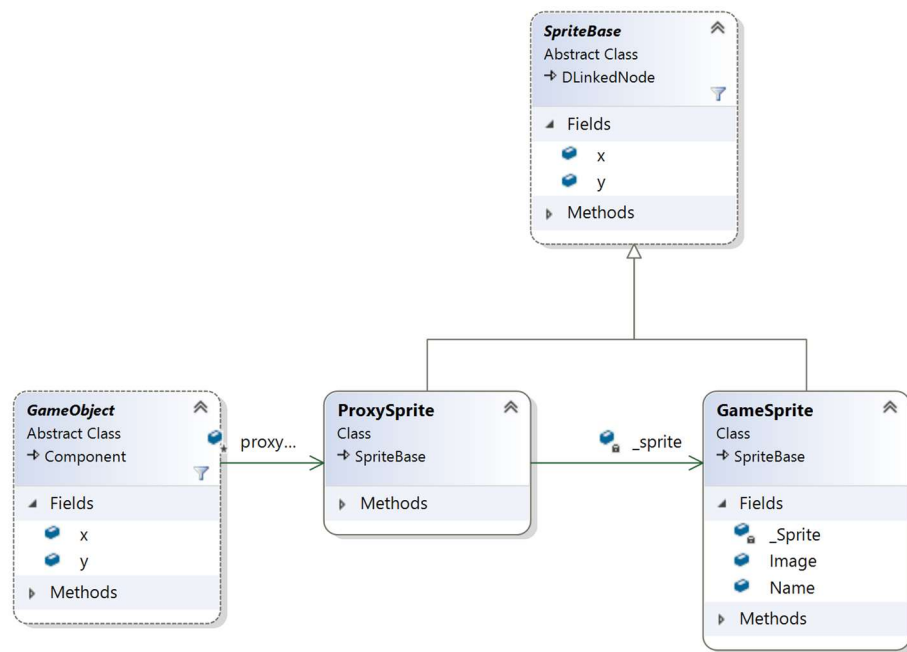 SpriteBase
Abstract Class
DLinkedNode
Fields
x
y
Methods
GameObject
Abstract Class
Component
Fields
x
y
Methods
proxy...
ProxySprite
Class
SpriteBase
Methods
_sprite
GameSprite
Class
SpriteBase
Fields
_Sprite
Image
Name
Methods